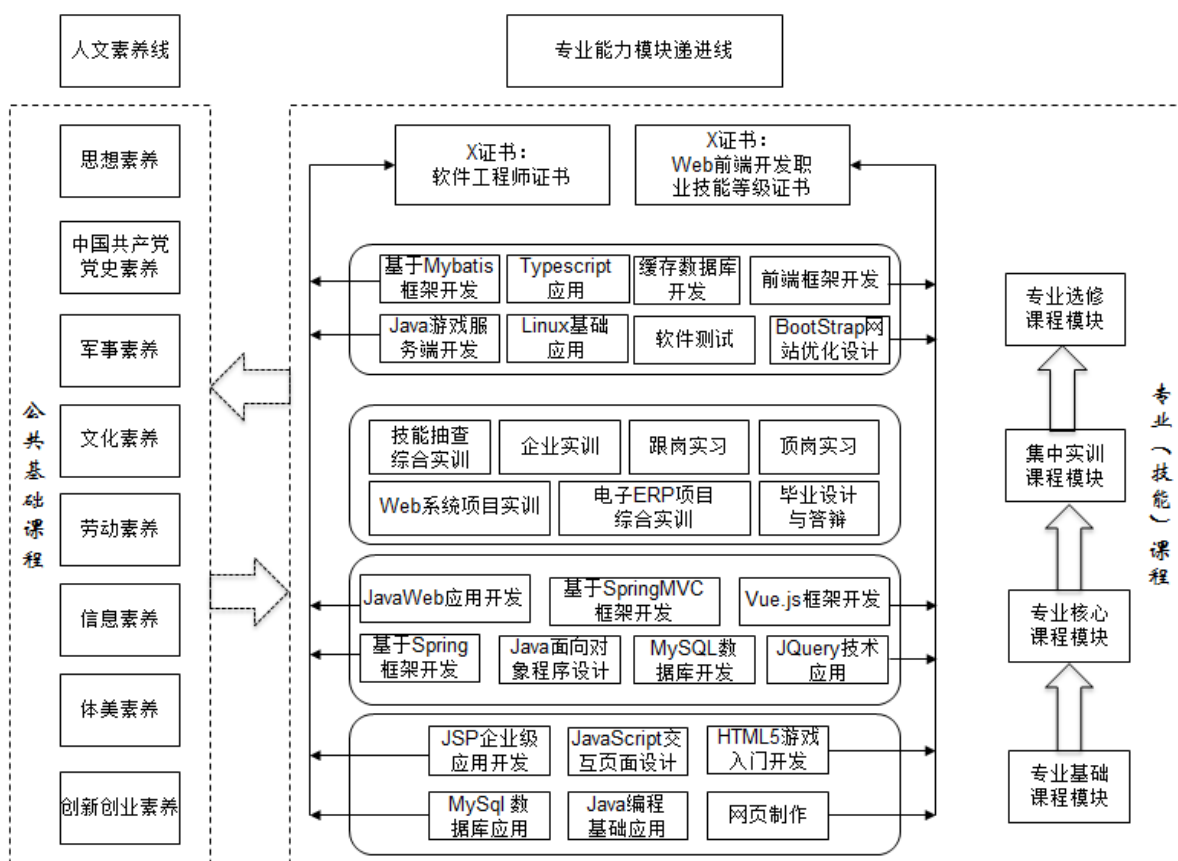 人文素养线
专业能力模块递进线
思想素养
中国共产党
党史素养
军事素养
文化素养
劳动素养
信息素养
体美素养
创新创业素养
公共基础课程
X证书：
软件工程师证书
X证书：
Web前端开发职
业技能等级证书
基于Mybatis
框架开发
Typescript
应用
缓存数据库
开发
前端框架开发
Java游戏服
务端开发
Linux基础
应用
软件测试
BootStrap网
站优化设计
技能抽查
综合实训
企业实训
跟岗实习
顶岗实习
Web系统项目实训
电子ERP项目
综合实训
毕业设计
与答辩
JavaWeb应用开发
基于SpringMVC
框架开发
Vue.js框架开发
基于Spring
框架开发
Java面向对
象程序设计
MySQL数
据库开发
JQuery技术
应用
JSP企业级
应用开发
JavaScript交
互页面设计
HTML5游戏
入门开发
MySql 数
据库应用
Java编程
基础应用
网页制作
专业选修
课程模块
集中实训
课程模块
专业核心
课程模块
专业基础
课程模块
专业（技能）课程